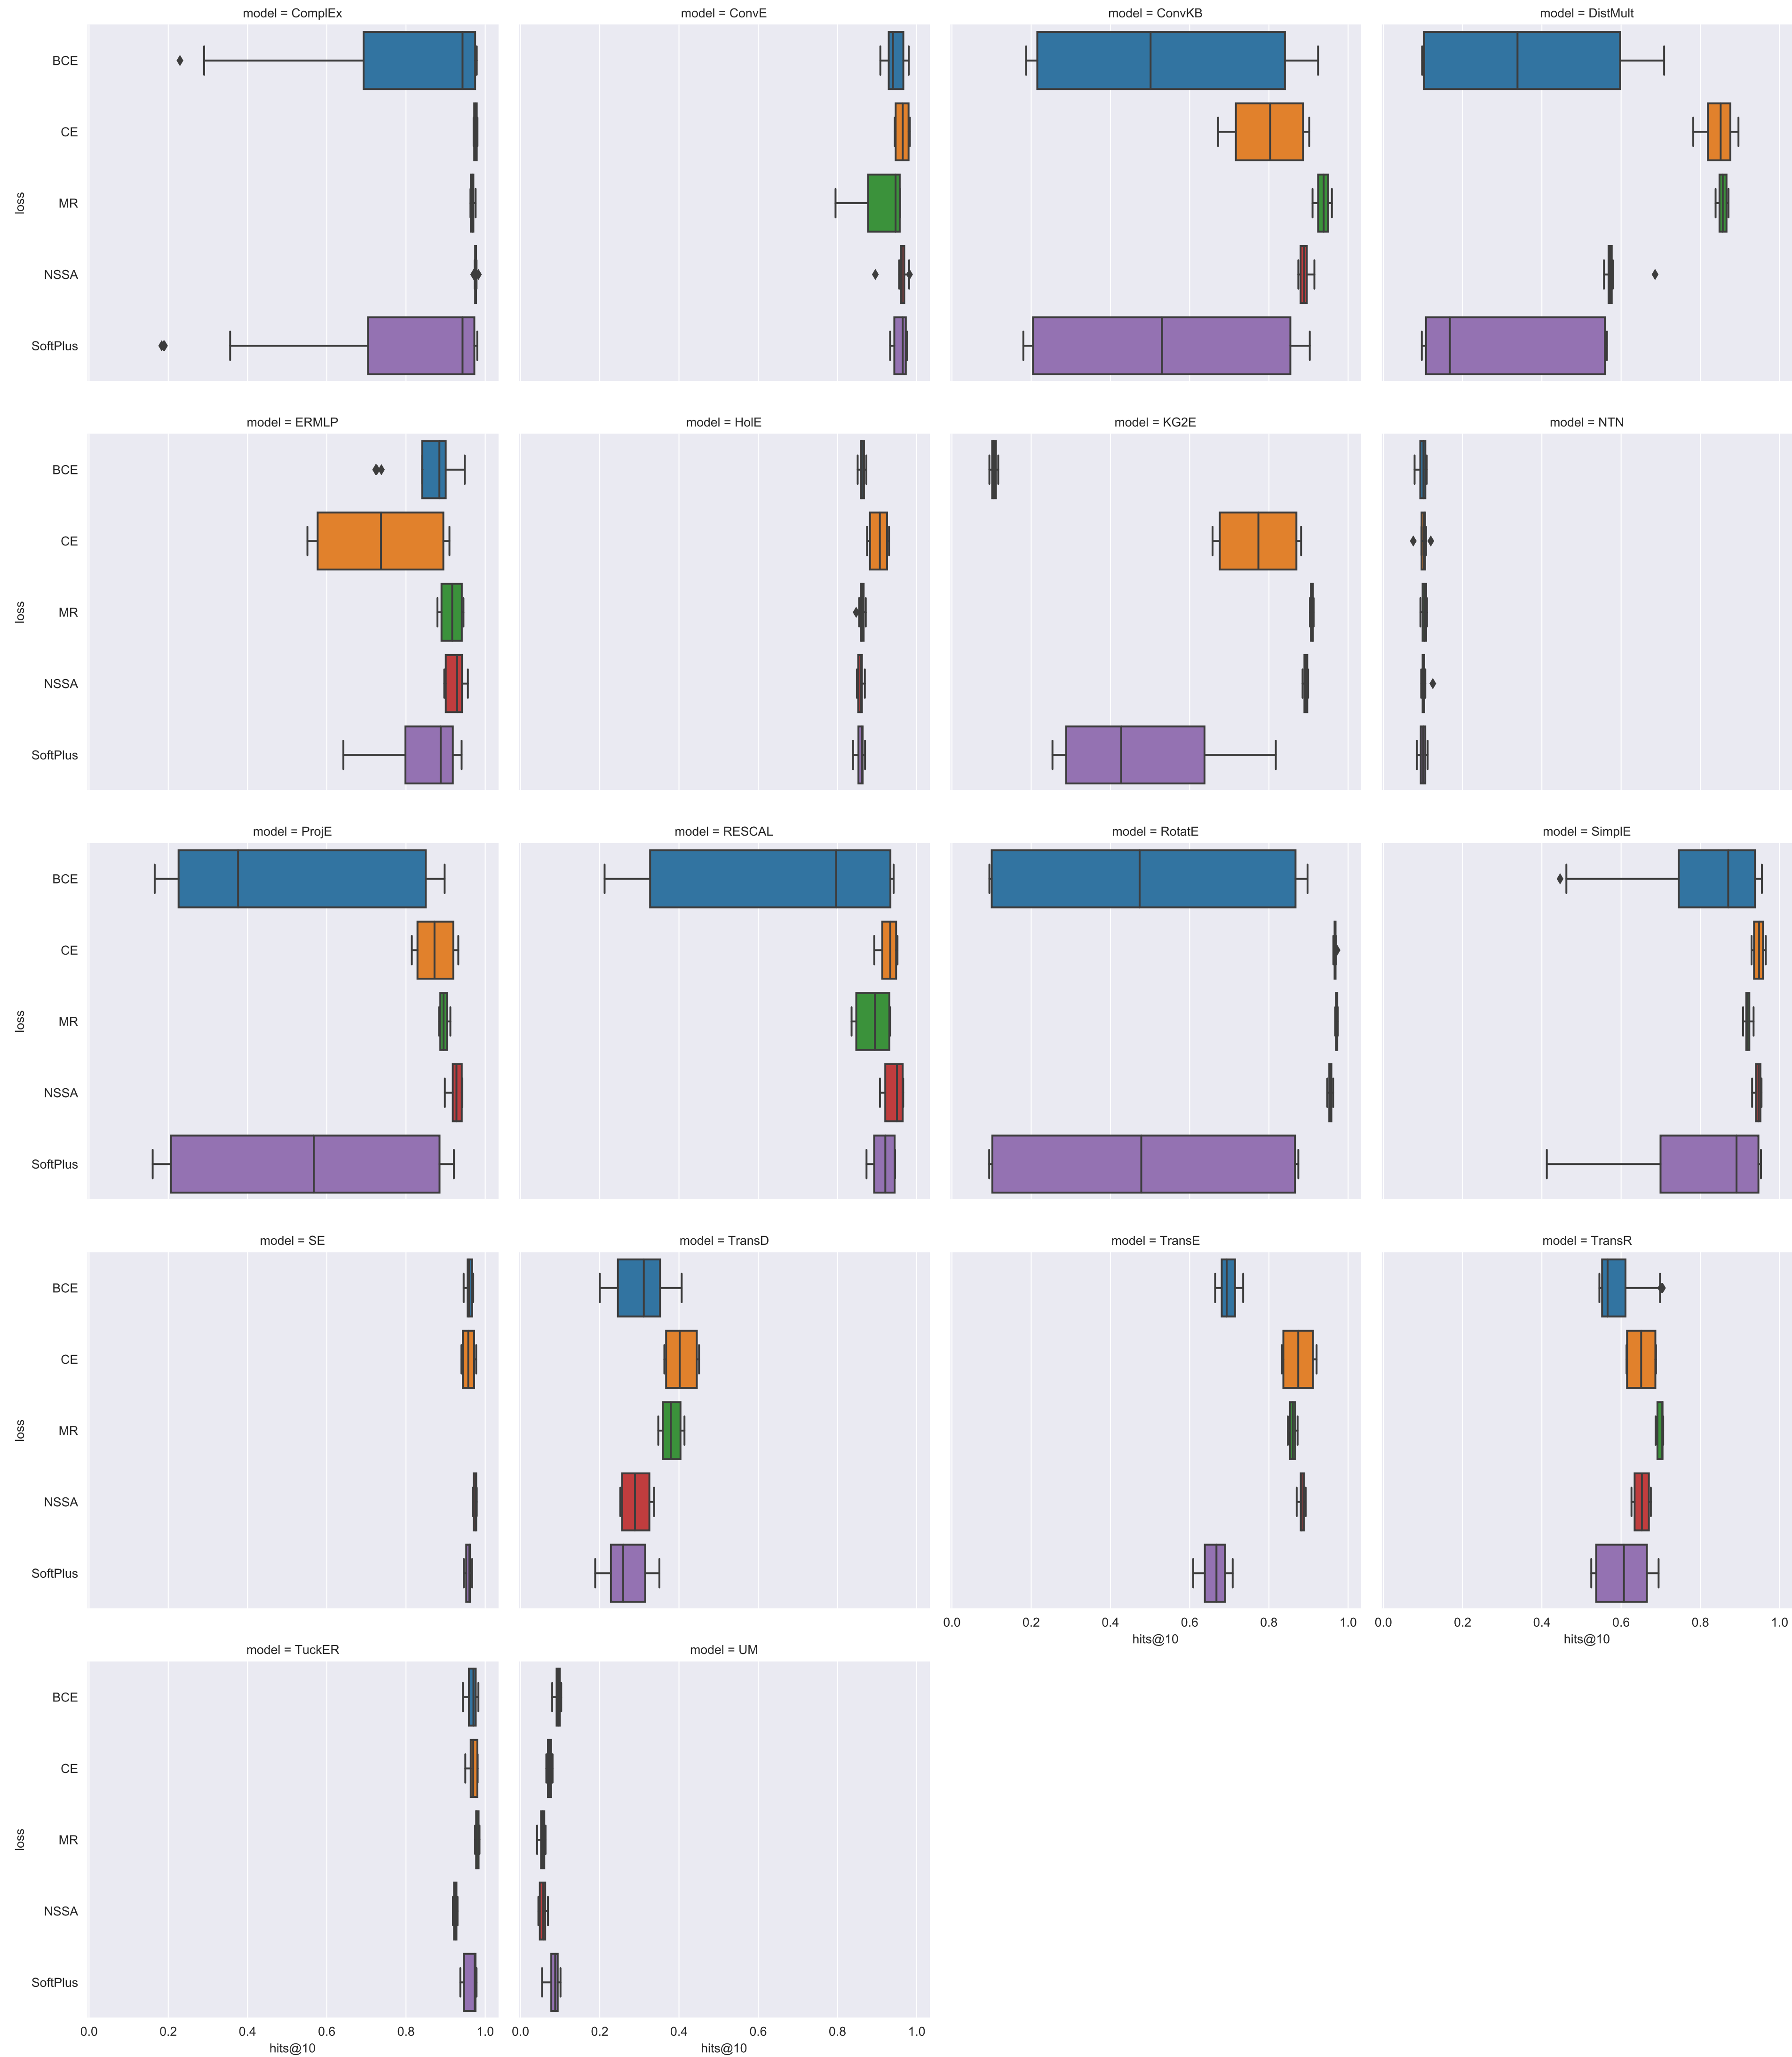 model = ComplEx
model = ConvE
model = ConvKB
model = DistMult
loss
BCE
CE
MR
NSSA
SoftPlus
model = ERMLP
model = HolE
model = KG2E
model = NTN
loss
BCE
CE
MR
NSSA
SoftPlus
model = ProjE
model = RESCAL
model = RotatE
model = SimplE
loss
BCE
CE
MR
NSSA
SoftPlus
model = SE
model = TransD
model = TransE
model = TransR
loss
BCE
CE
MR
NSSA
SoftPlus
0.0 0.2 0.4 0.6 0.8 1.0
hits@10
0.0 0.2 0.4 0.6 0.8 1.0
hits@10
model = TuckER
model = UM
loss
BCE
CE
MR
NSSA
SoftPlus
0.0 0.2 0.4 0.6 0.8 1.0
hits@10
0.0 0.2 0.4 0.6 0.8 1.0
hits@10